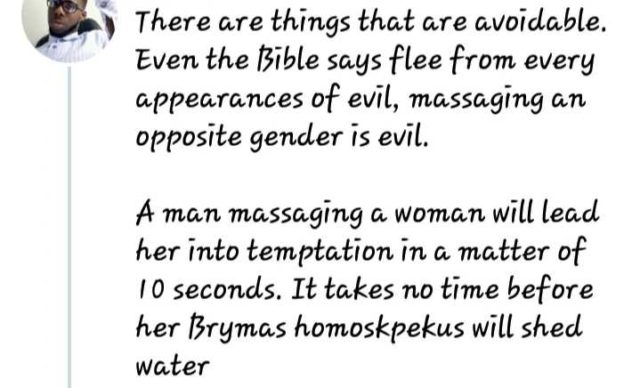 There are things that are avoidable.
Even the Bible says flee from every
appearances of evil, massaging an
opposite gender is evil.
A man massaging a woman will lead
her into temptation in a matter of
10 seconds. It takes no time before
her Brymas homoskpekus will shed
water